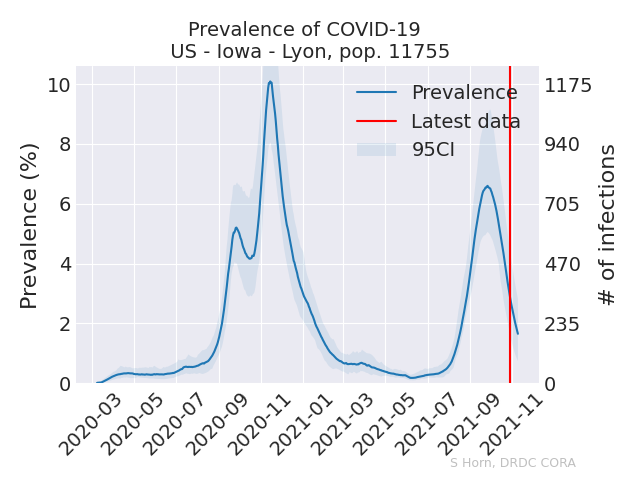 Prevalence of COVID-19
US - Iowa - Lyon, pop. 11755
Prevalence (%)
10
8
6
4
2
0
Prevalence
Latest data
95CI
1175
940
705
470
235
0
# of infections
2020-03
2020-05
2020-07
2020-09
2020-11
2021-01
2021-03
2021-05
2021-07
2021-09
2021-11
S Horn, DRDC CORA